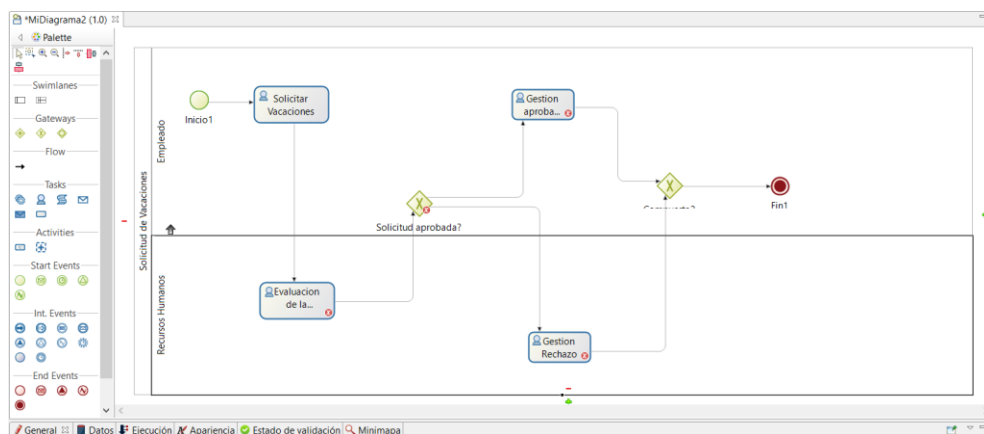 *MiDiagrama2 (1.0)
Palette
Swimlanes
Gateways
Flow
Tasks
Activities
Start Events
Int. Events
End Events
Solicitud de Vacaciones
Empleado
Inicio1
Solicitar
Vacaciones
Gestion
aproba...
Solicitud aprobada?
Fin1
Recursos Humanos
Evaluacion
de la...
Gestion
Rechazo
General
Datos
Ejecución
Apariencia
Estado de validación
Minimapa